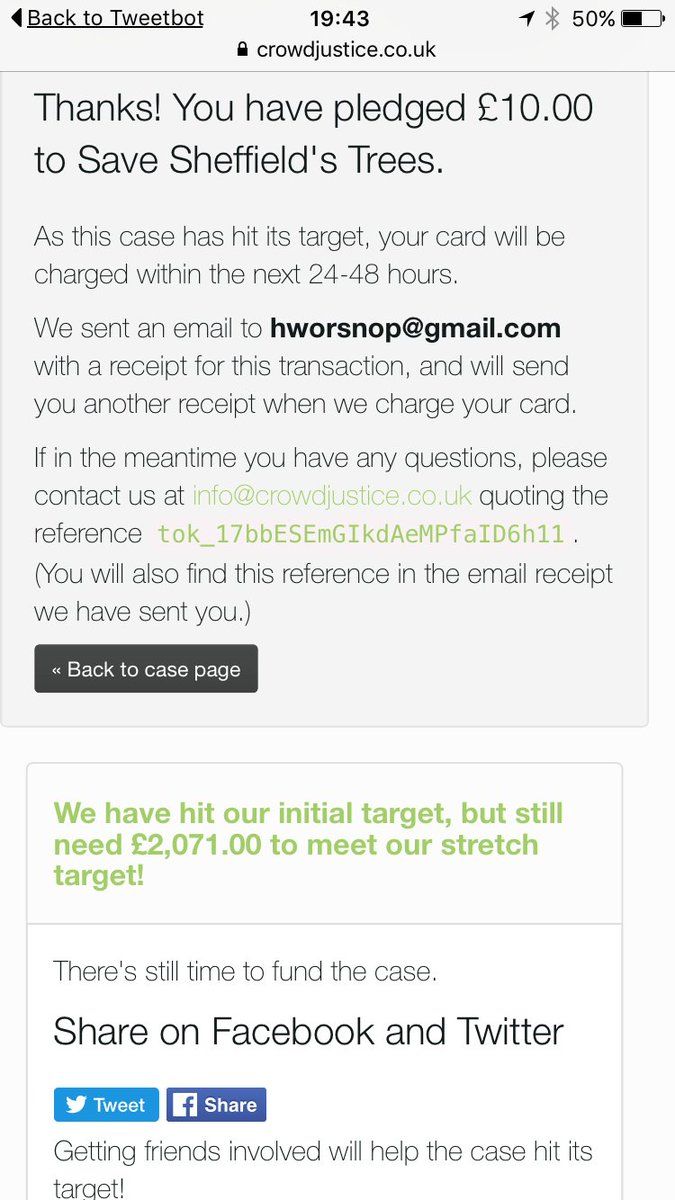 Back to Tweetbot 19:43 50%
crowdjustice.co.uk
Thanks! You have pledged £10.00
to Save Sheffield's Trees.
As this case has hit its target, your card will be
charged within the next 24-48 hours.
We sent an email to hworsnop@gmail.com
with a receipt for this transaction, and will send
you another receipt when we charge your card.
If in the meantime you have any questions, please
contact us at info@crowdjustice.co.uk quoting the
reference tok_17bbESEmGIkdAeMPfaID6h11 .
(You will also find this reference in the email receipt
we have sent you.)
« Back to case page
We have hit our initial target, but still
need £2,071.00 to meet our stretch
target!
There's still time to fund the case.
Share on Facebook and Twitter
Tweet Share
Getting friends involved will help the case hit its
target!